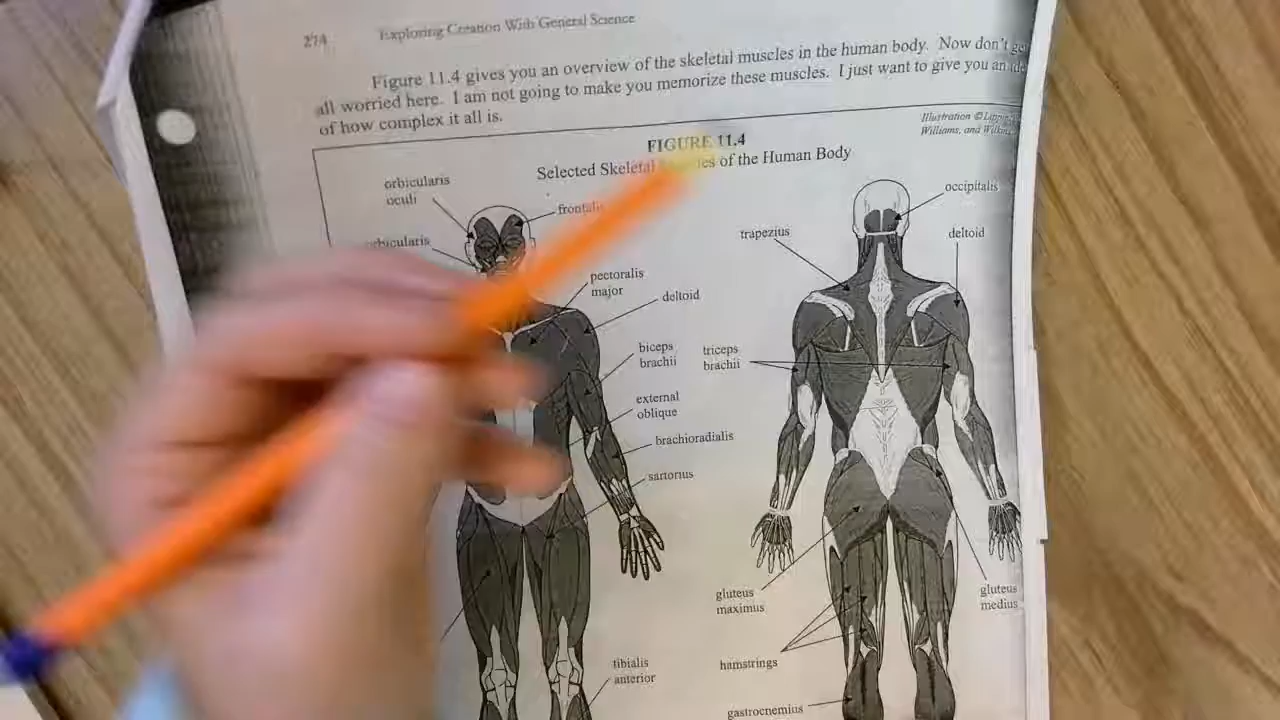 274 Exploring Creation With General Science
Figure 11.4 gives you an overview of the skeletal muscles in the human body. Now don't
all worried here. I am not going to make you memorize these muscles. I just want to give you an
of how complex it all is.
Illustration ©
Williams, and
FIGURE 11.4
Selected Skeletal of the Human Body
orbicularis
oculi
frontalis
orbicularis
pectoralis
major
deltoid
biceps
brachii
external
oblique
brachioradialis
sartorius
tibialis
anterior
occipitalis
trapezius
deltoid
triceps
brachii
gluteus
maximus
gluteus
medius
hamstrings
gastrocnemius